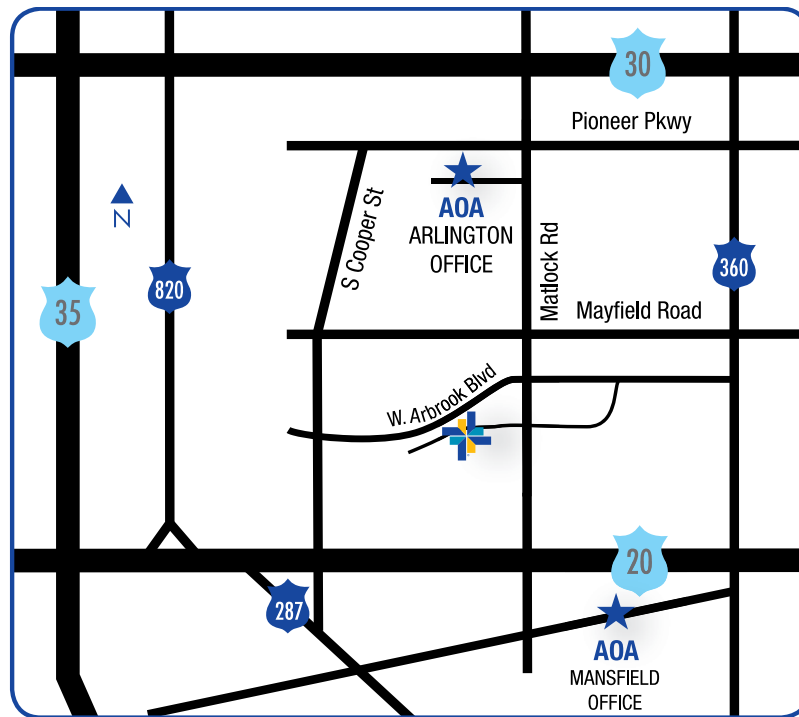 30
Pioneer Pkwy
S Cooper St
AOA
ARLINGTON
OFFICE
Matlock Rd
N
820
360
35
Mayfield Road
W. Arbrook Blvd
20
287
AOA
MANSFIELD
OFFICE